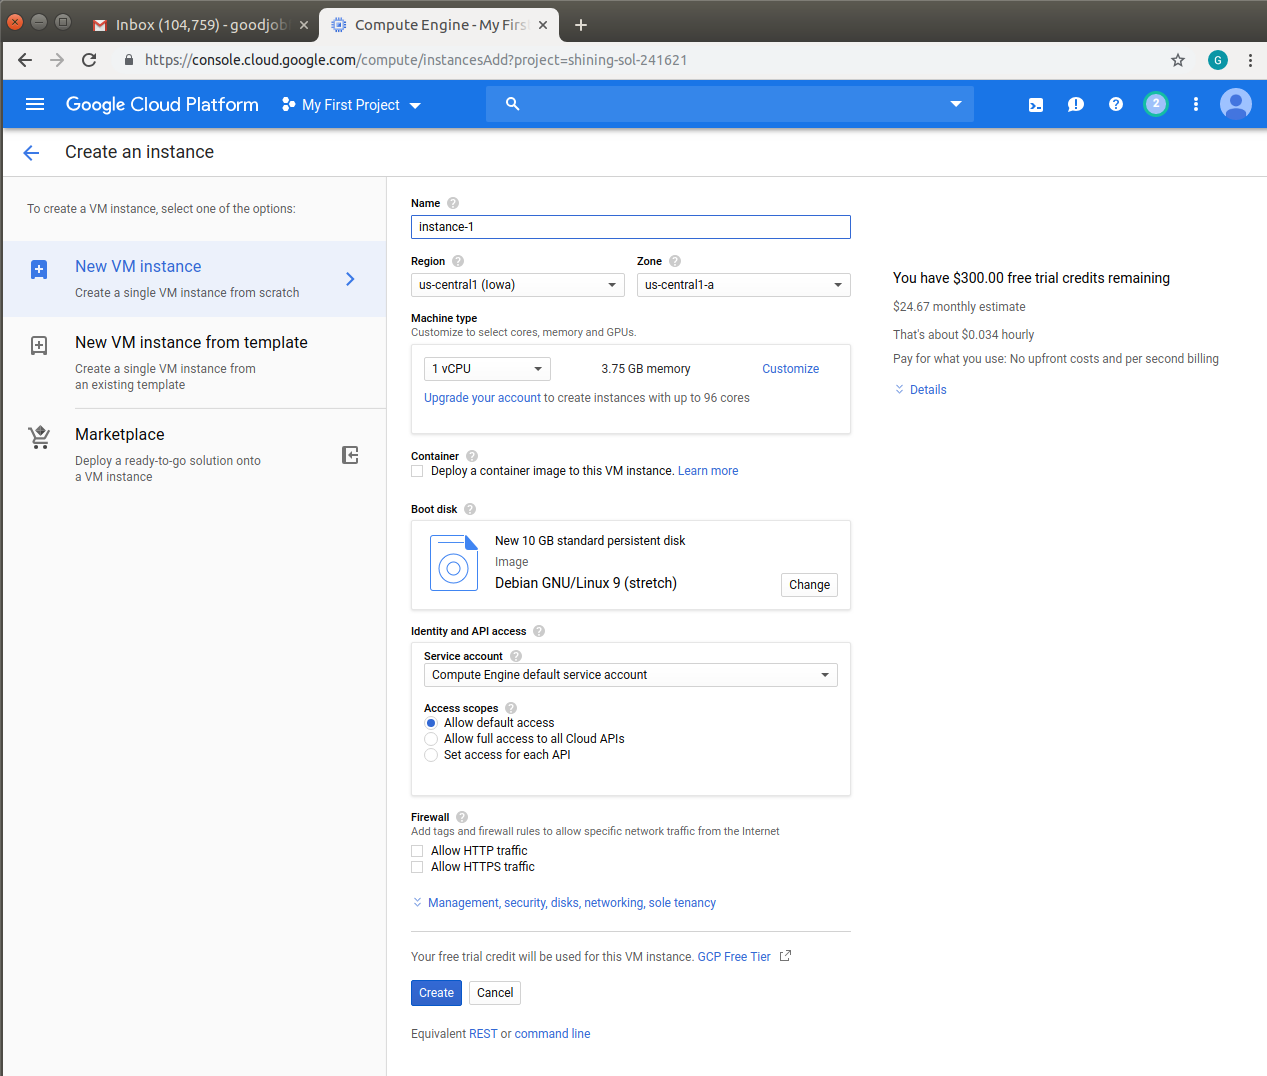 Inbox (104,759) - goodjob
Compute Engine - My Firs
https://console.cloud.google.com/compute/instancesAdd?project=shining-sol-241621
G
Google Cloud Platform
My First Project
2
Create an instance
To create a VM instance, select one of the options:
New VM instance
Create a single VM instance from scratch
New VM instance from template
Create a single VM instance from
an existing template
Marketplace
Deploy a ready-to-go solution onto
a VM instance
Name
instance-1
Region
Zone
us-central1 (Iowa)
us-central1-a
Machine type
Customize to select cores, memory and GPUs.
1 vCPU
3.75 GB memory
Customize
Upgrade your account to create instances with up to 96 cores
Container
Deploy a container image to this VM instance. Learn more
Boot disk
New 10 GB standard persistent disk
Image
Debian GNU/Linux 9 (stretch)
Change
Identity and API access
Service account
Compute Engine default service account
Access scopes
Allow default access
Allow full access to all Cloud APIs
Set access for each API
Firewall
Add tags and firewall rules to allow specific network traffic from the Internet
Allow HTTP traffic
Allow HTTPS traffic
Management, security, disks, networking, sole tenancy
Your free trial credit will be used for this VM instance. GCP Free Tier
Create
Cancel
Equivalent REST or command line
You have $300.00 free trial credits remaining
$24.67 monthly estimate
That's about $0.034 hourly
Pay for what you use: No upfront costs and per second billing
Details